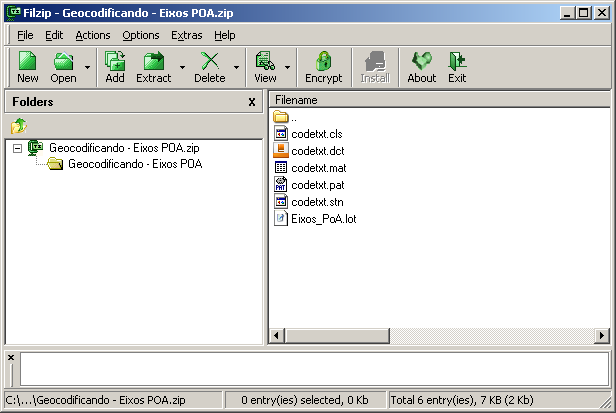 Filzip - Geocodificando - Eixos POA.zip
File Edit Actions Options Extras Help
New Open Add Extract Delete View Encrypt Install About Exit
Folders x
Filename
..
Geocodificando - Eixos POA.zip
Geocodificando - Eixos POA
codetxt.cls
codetxt.dct
codetxt.mat
codetxt.pat
codetxt.stn
Eixos_PoA.lot
C:\...\Geocodificando - Eixos POA.zip 0 entry(ies) selected, 0 Kb Total 6 entry(ies), 7 KB (2 Kb)